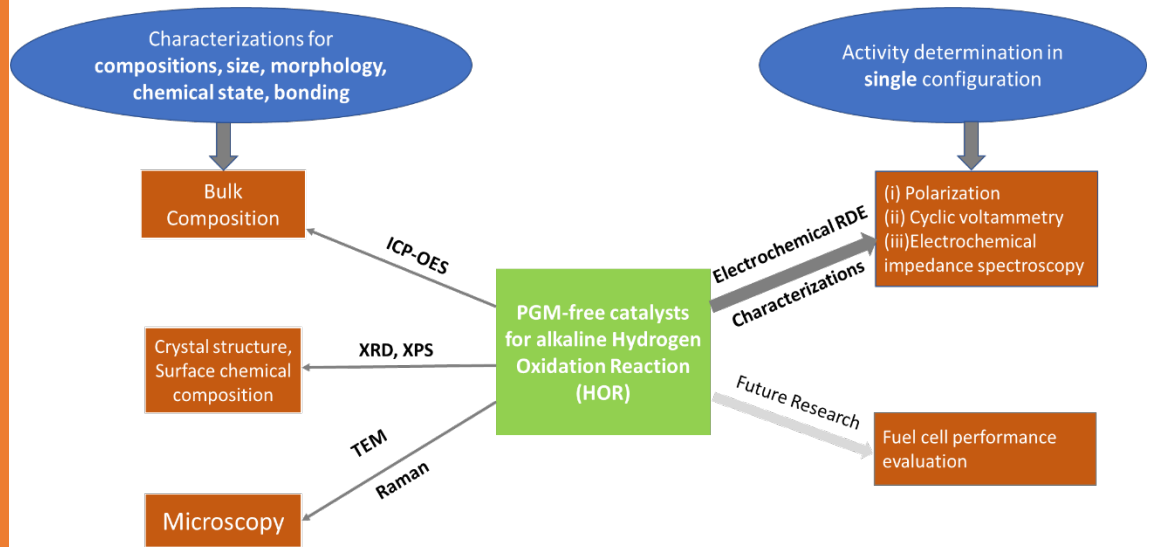 Characterizations for
compositions, size, morphology,
chemical state, bonding
Activity determination in
single configuration
Bulk
Composition
(i) Polarization
(ii) Cyclic voltammetry
(iii)Electrochemical
impedance spectroscopy
ICP-OES
Electrochemical RDE
Characterizations
PGM-free catalysts
for alkaline Hydrogen
Oxidation Reaction
(HOR)
Crystal structure,
Surface chemical
composition
XRD, XPS
Future Research
TEM
Raman
Fuel cell performance
evaluation
Microscopy